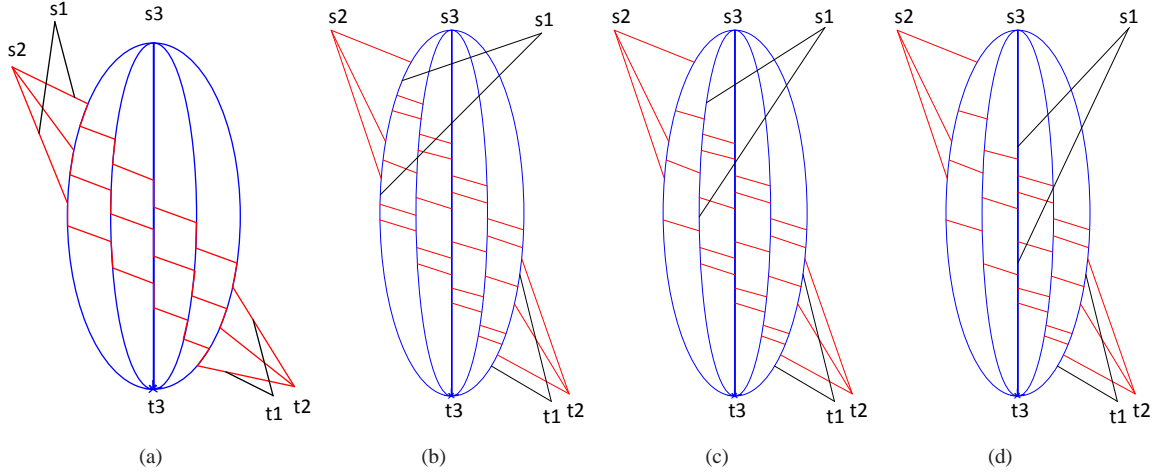 s1 s3
s2
t3 t1 t2
(a)
s2 s3 s1
t3 t1 t2
(b)
s2 s3 s1
t3 t1 t2
(c)
s2 s3 s1
t3 t1 t2
(d)